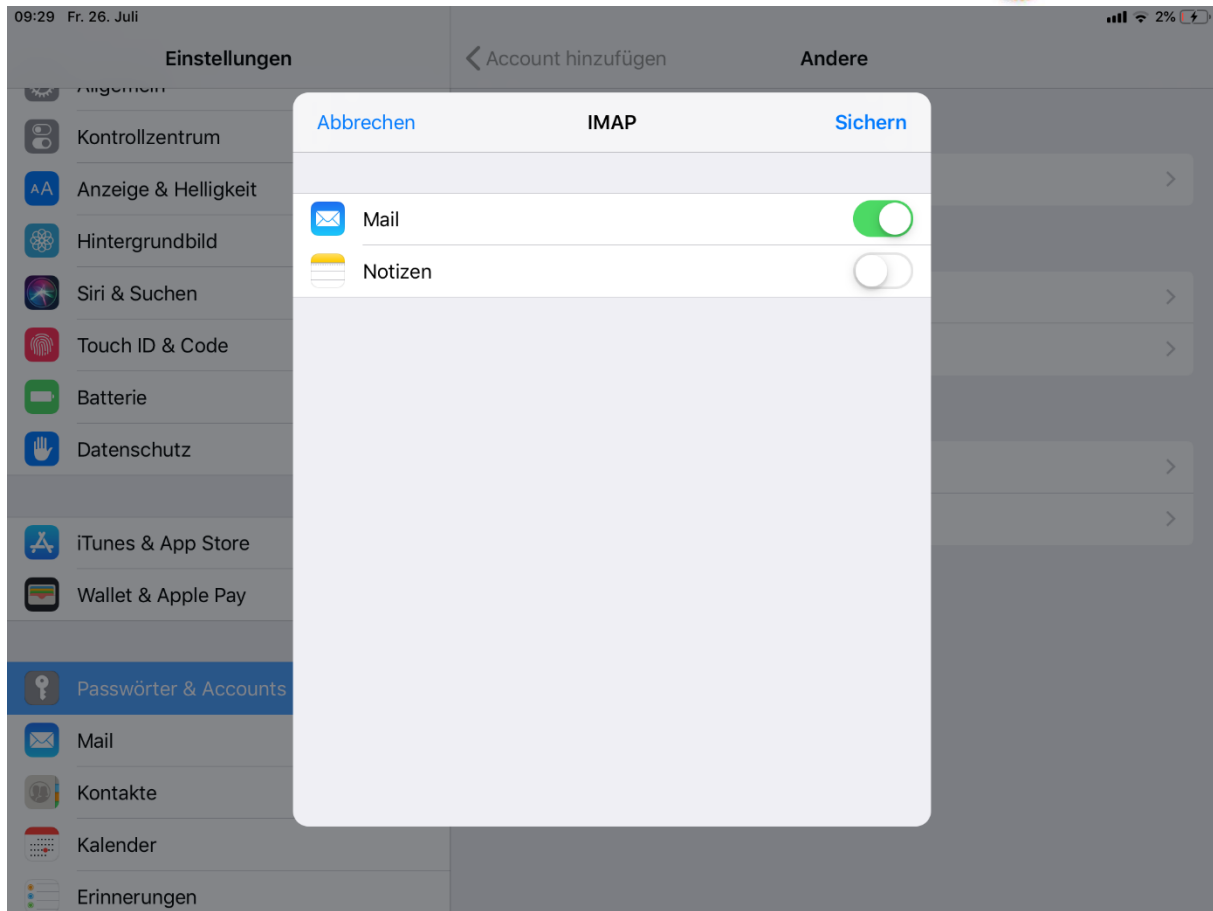 09:29 Fr. 26. Juli 2%
Einstellungen
Account hinzufügen
Andere
Allgemein
Kontrollzentrum
AA
Anzeige & Helligkeit
Hintergrundbild
Siri & Suchen
Touch ID & Code
Batterie
Datenschutz
iTunes & App Store
Wallet & Apple Pay
Passwörter & Accounts
Mail
Kontakte
Kalender
Erinnerungen
Abbrechen
IMAP
Sichern
Mail
Notizen